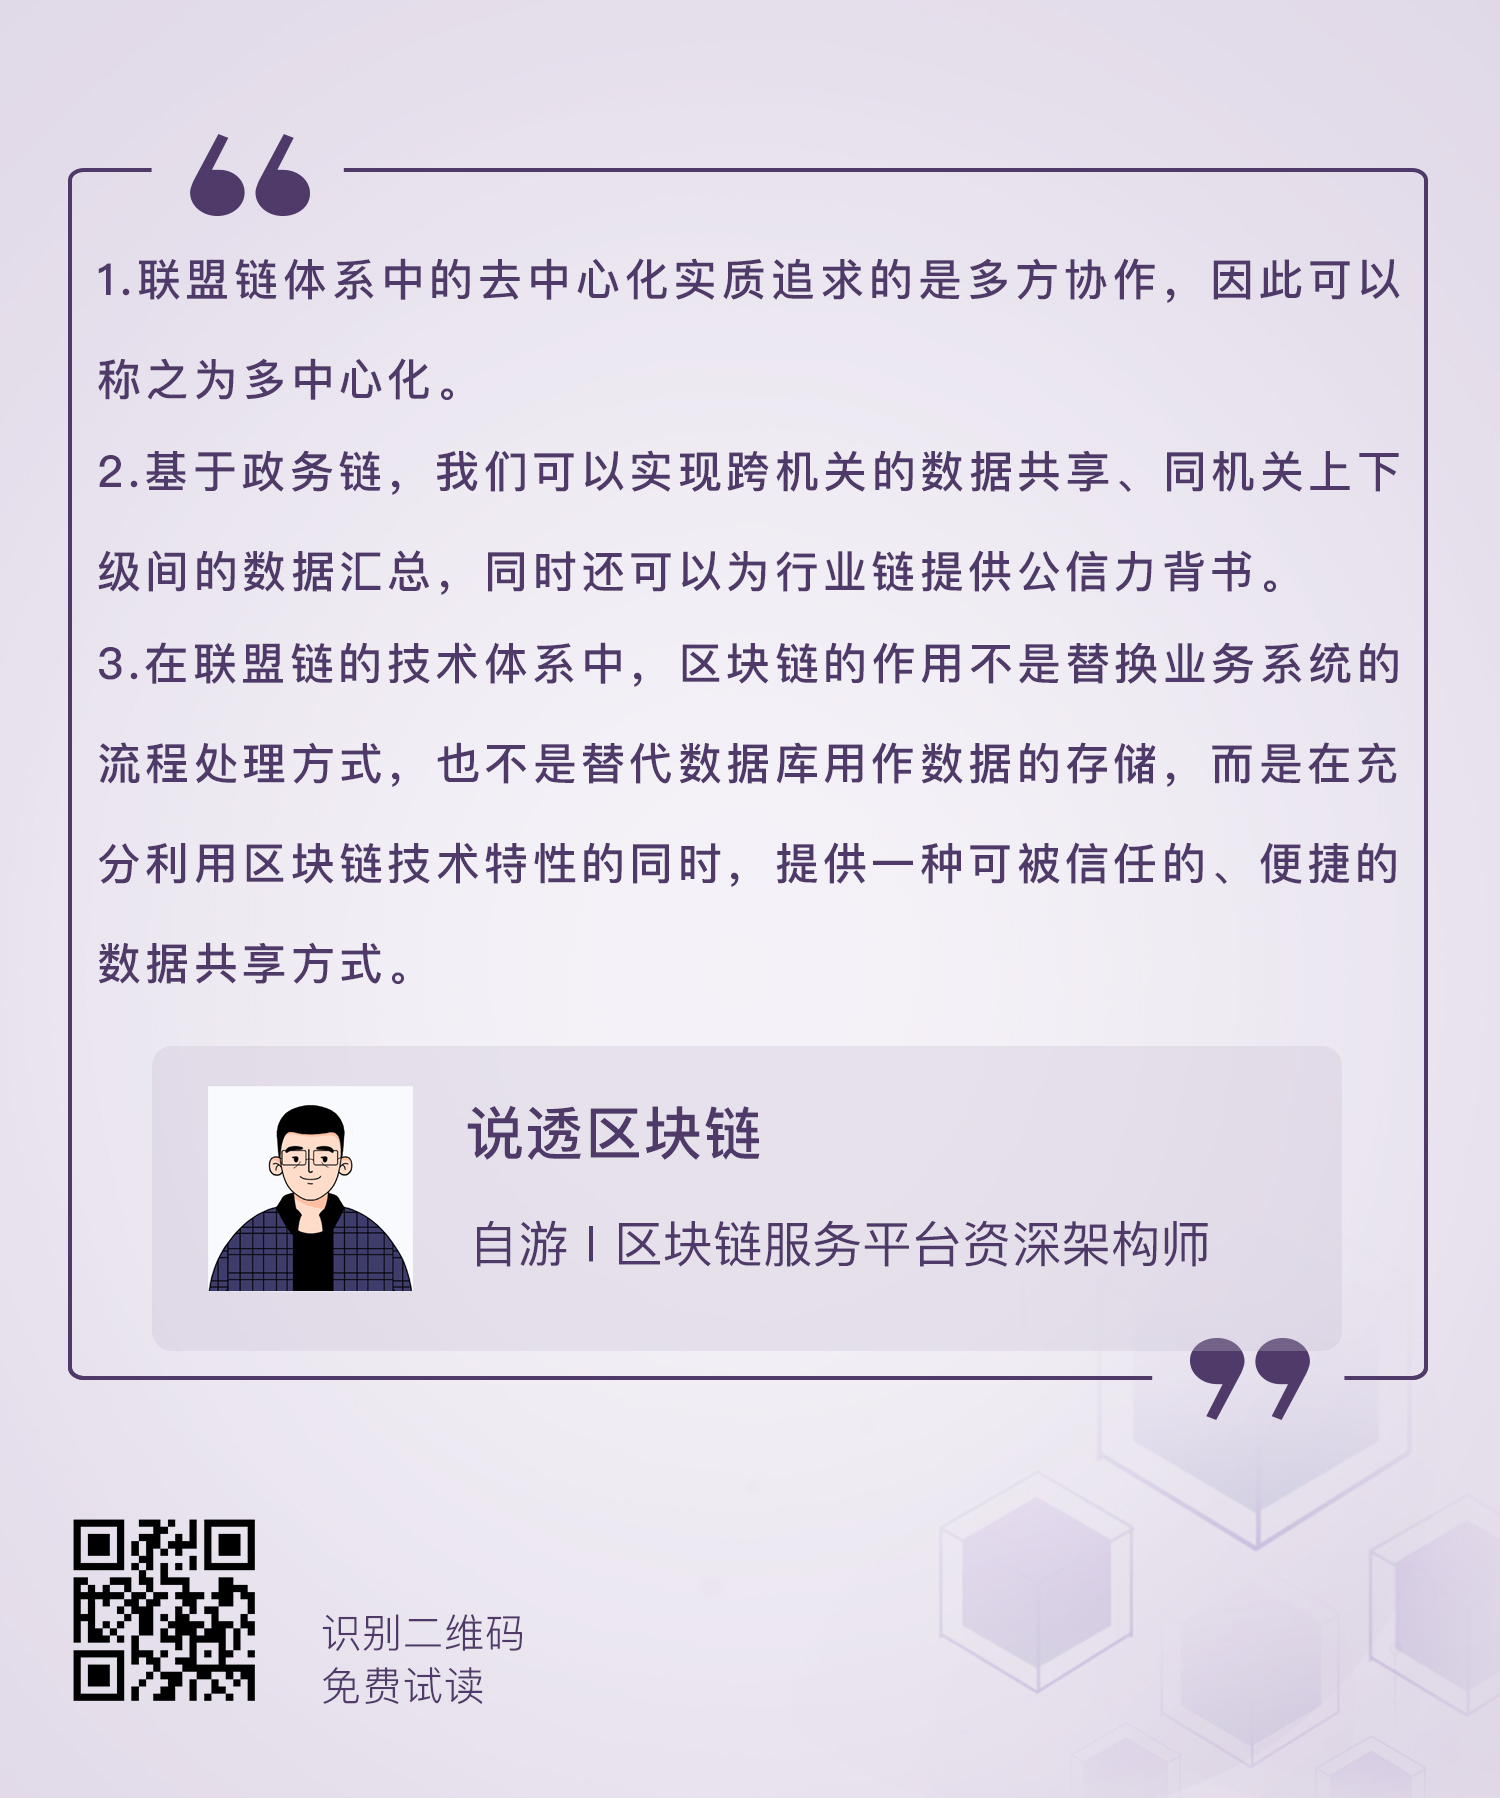 1.联盟链体系中的去中心化实质追求的是多方协作，因此可以
称之为多中心化。
2.基于政务链，我们可以实现跨机关的数据共享、同机关上下
级间的数据汇总，同时还可以为行业链提供公信力背书。
3.在联盟链的技术体系中，区块链的作用不是替换业务系统的
流程处理方式，也不是替代数据库用作数据的存储，而是在充
分利用区块链技术特性的同时，提供一种可被信任的、便捷的
数据共享方式。
说透区块链
自游 | 区块链服务平台资深架构师
识别二维码
免费试读